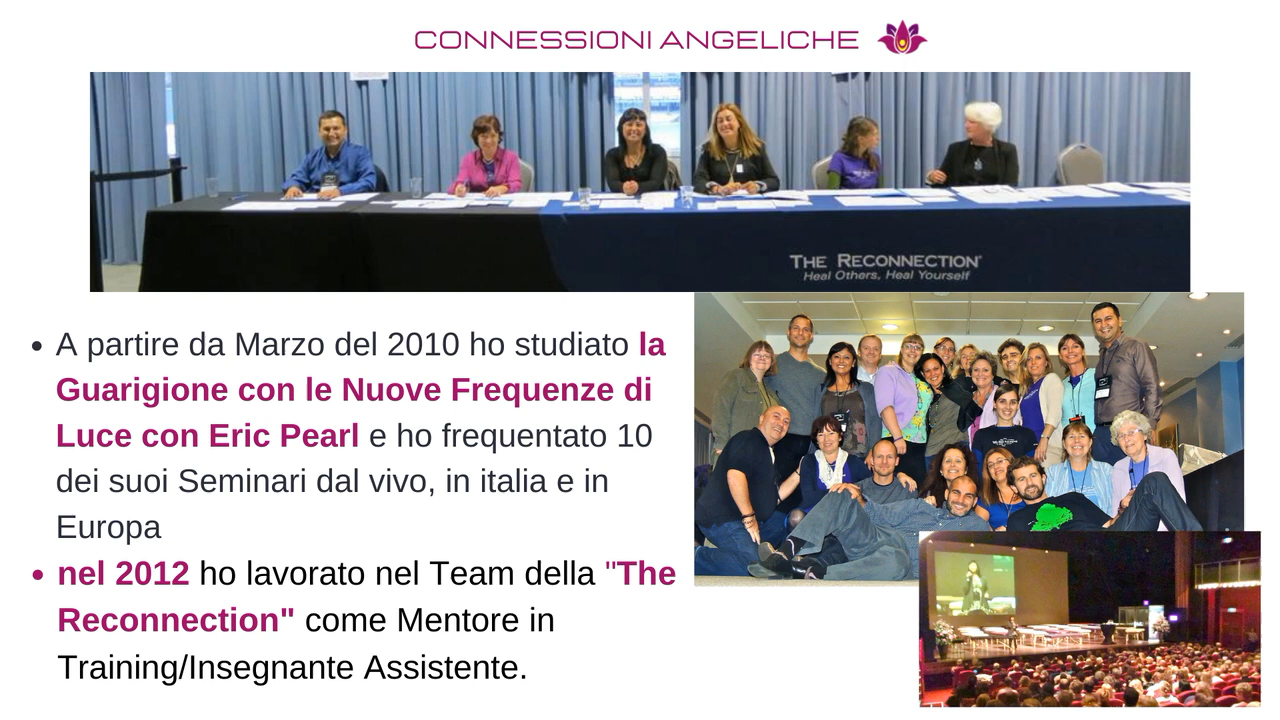 CONNESSIONI ANGELICHE
THE RECONNECTION
Heal Others, Heal Yourself
• A partire da Marzo del 2010 ho studiato la
Guarigione con le Nuove Frequenze di
Luce con Eric Pearl e ho frequentato 10
dei suoi Seminari dal vivo, in italia e in
Europa
• nel 2012 ho lavorato nel Team della "The
Reconnection" come Mentore in
Training/Insegnante Assistente.